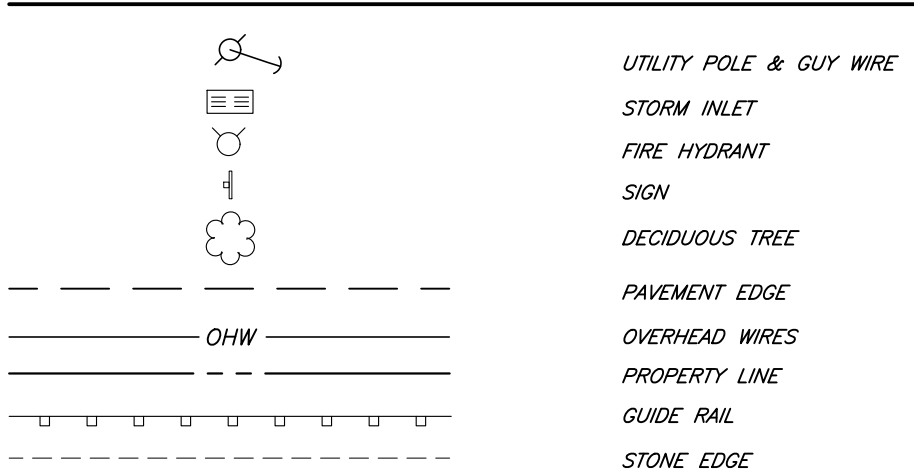 UTILITY POLE & GUY WIRE
STORM INLET
FIRE HYDRANT
SIGN
DECIDUOUS TREE
PAVEMENT EDGE
OHW OVERHEAD WIRES
PROPERTY LINE
GUIDE RAIL
STONE EDGE